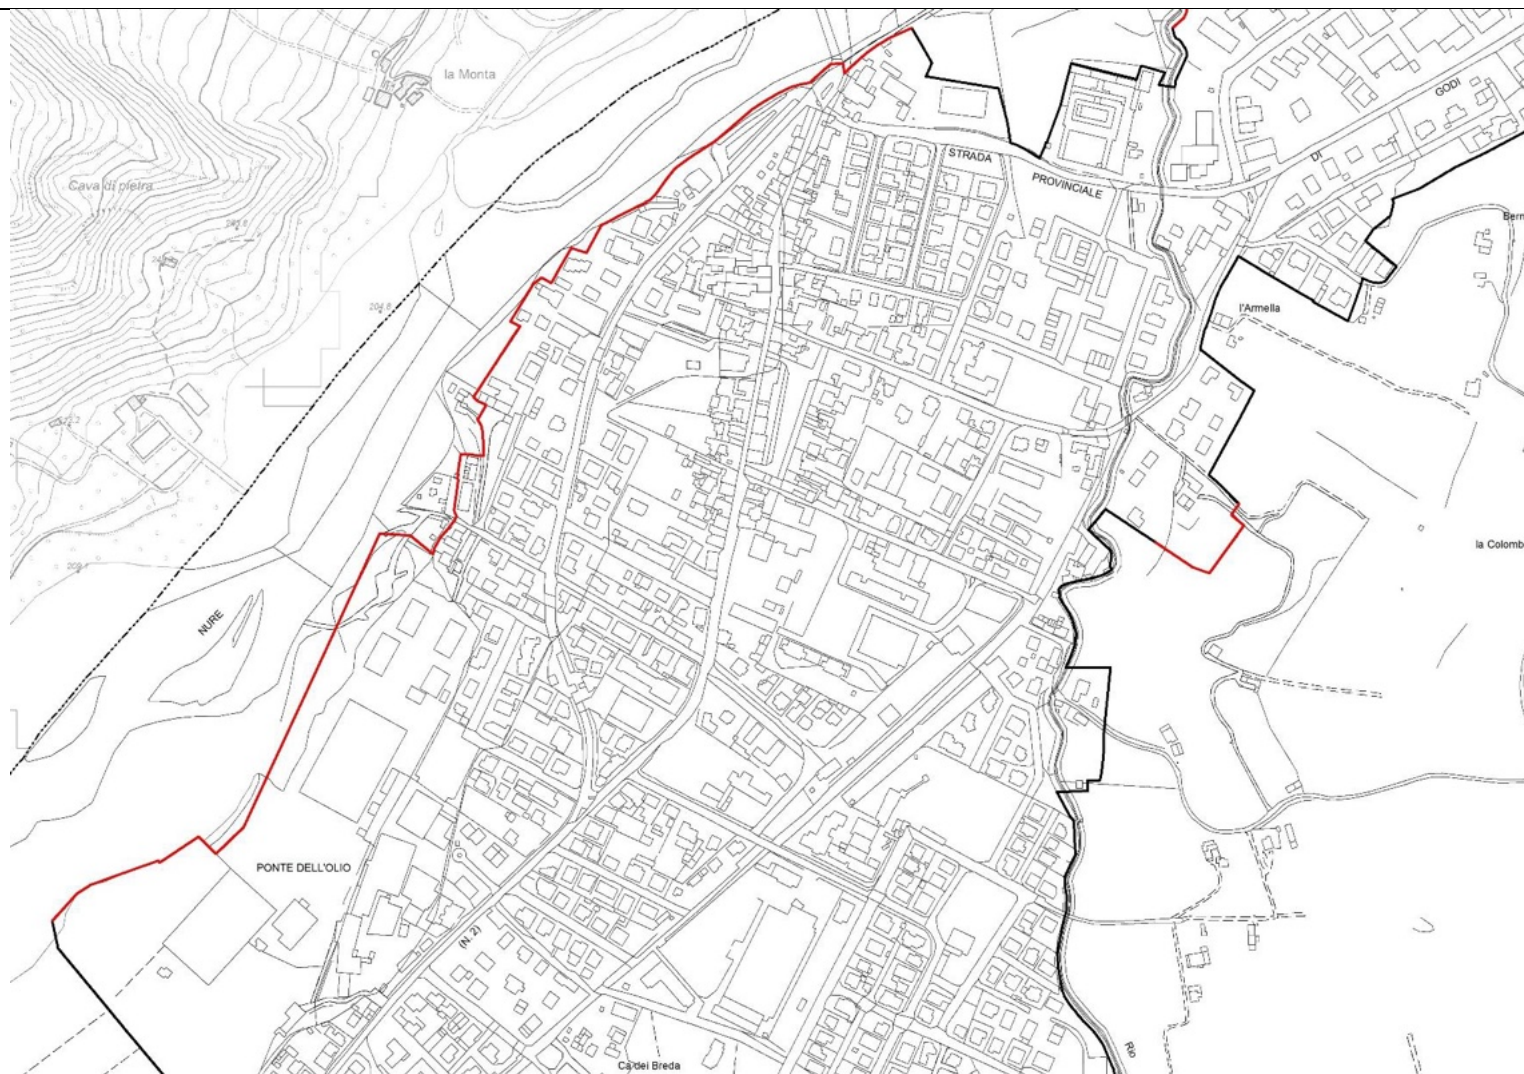 la Monta
GODI
DI
STRADA
PROVINCIALE
Cava di pietra
Bern
l'Armella
la Colomb
NURE
PONTE DELL'OLIO
(N. 2)
Rio
Ca dei Breda